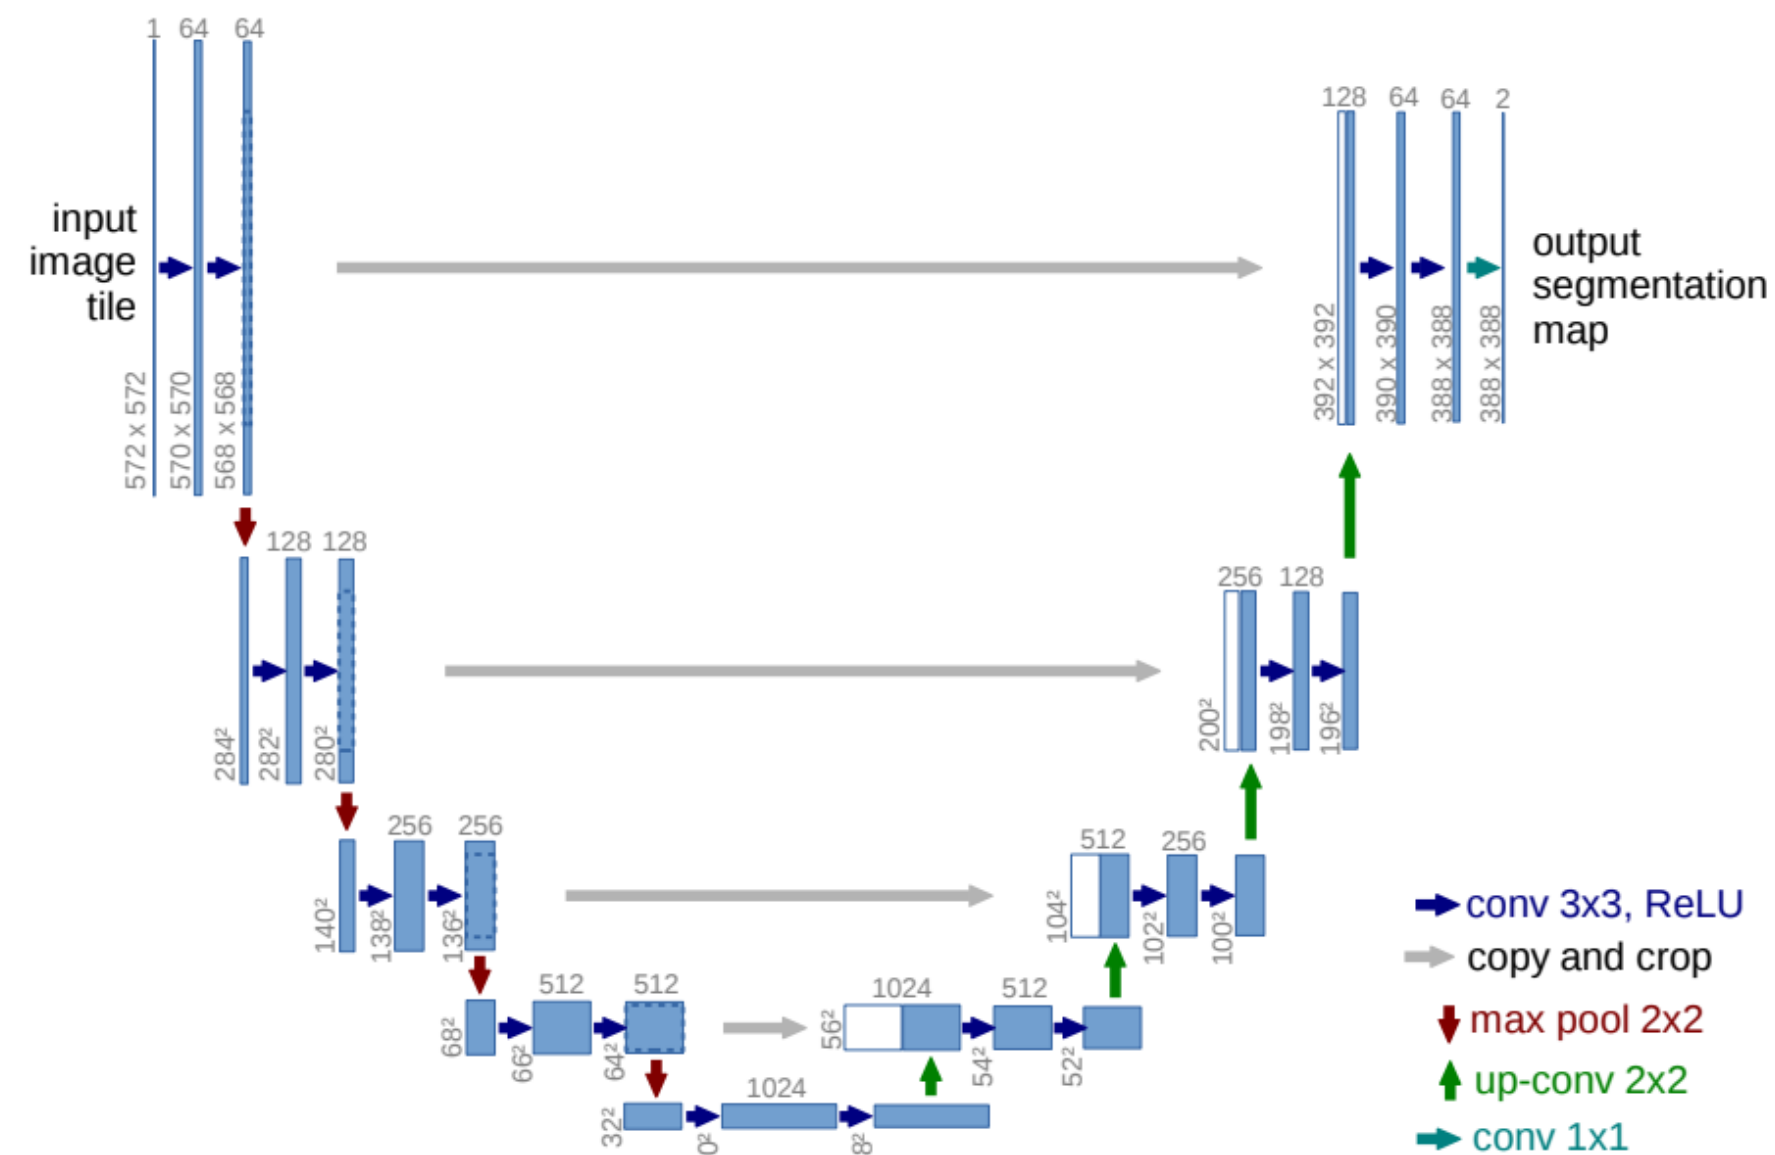 1 64 64
input
image
tile
572 x 572
570 x 570
568 x 568
128 64 64 2
output
segmentation
map
392 x 392
390 x 390
388 x 388
388 x 388
128 128
284²
282²
280²
256 128
200²
198²
196²
256 256
140²
138²
136²
512 256
104²
102²
100²
512 512
68²
66²
64²
1024 512
56²
54²
52²
1024
32²
0²
8²
conv 3x3, ReLU
copy and crop
max pool 2x2
up-conv 2x2
conv 1x1